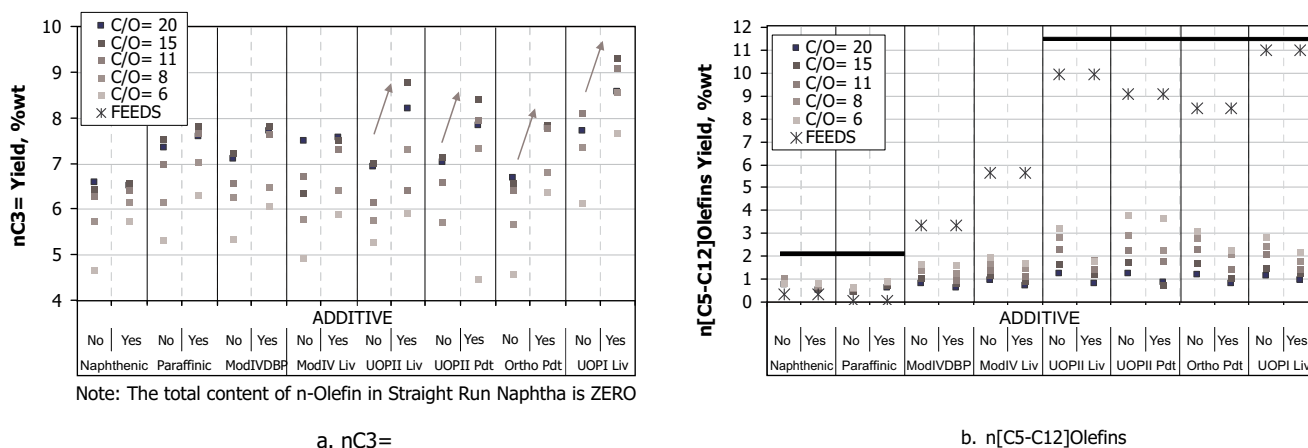 10
9
8
7
6
5
4
nC3= Yield, %wt
C/O= 20
C/O= 15
C/O= 11
C/O= 8
C/O= 6
FEEDS
ADDITIVE
No Yes No Yes No Yes No Yes No Yes No Yes No Yes No Yes
Naphthenic Paraffinic ModIVDBP ModIV Liv UOPII Liv UOPII Pdt Ortho Pdt UOPI Liv
Note: The total content of n-Olefin in Straight Run Naphtha is ZERO
a. nC3=
12
11
10
9
8
7
6
5
4
3
2
1
0
n[C5-C12]Olefins Yield, %wt
C/O= 20
C/O= 15
C/O= 11
C/O= 8
C/O= 6
FEEDS
ADDITIVE
No Yes No Yes No Yes No Yes No Yes No Yes No Yes No Yes
Naphthenic Paraffinic ModIVDBP ModIV Liv UOPII Liv UOPII Pdt Ortho Pdt UOPI Liv
b. n[C5-C12]Olefins